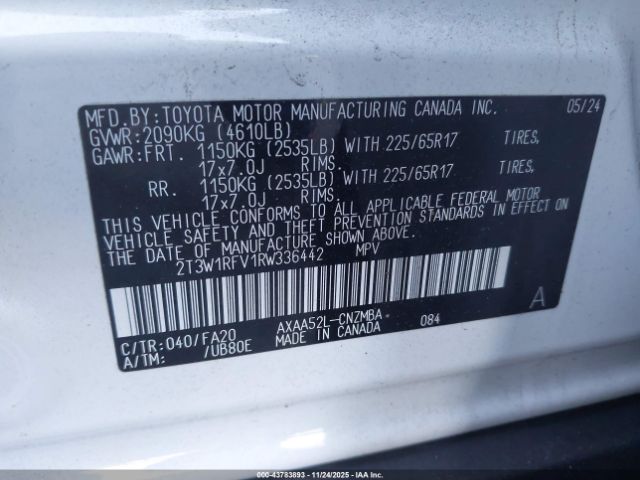 MFD.BY:TOYOTA MOTOR MANUFACTURING CANADA INC. 05/24
GVWR:2090KG (4610LB)
GAWR:FRT. 1150KG (2535LB) WITH 225/65R17 TIRES,
17x7.0J RIMS,
RR. 1150KG (2535LB) WITH 225/65R17 TIRES,
17x7.0J RIMS.
THIS VEHICLE CONFORMS TO ALL APPLICABLE FEDERAL MOTOR
VEHICLE SAFETY AND THEFT PREVENTION STANDARDS IN EFFECT ON
THE DATE OF MANUFACTURE SHOWN ABOVE.
2T3W1RFV1RW336442 MPV
A
C/TR:040/FA20 AXAA52L-CNZMBA 084
A/TM: /UB80E MADE IN CANADA
000-43783893 - 11/24/2025 - IAA Inc.